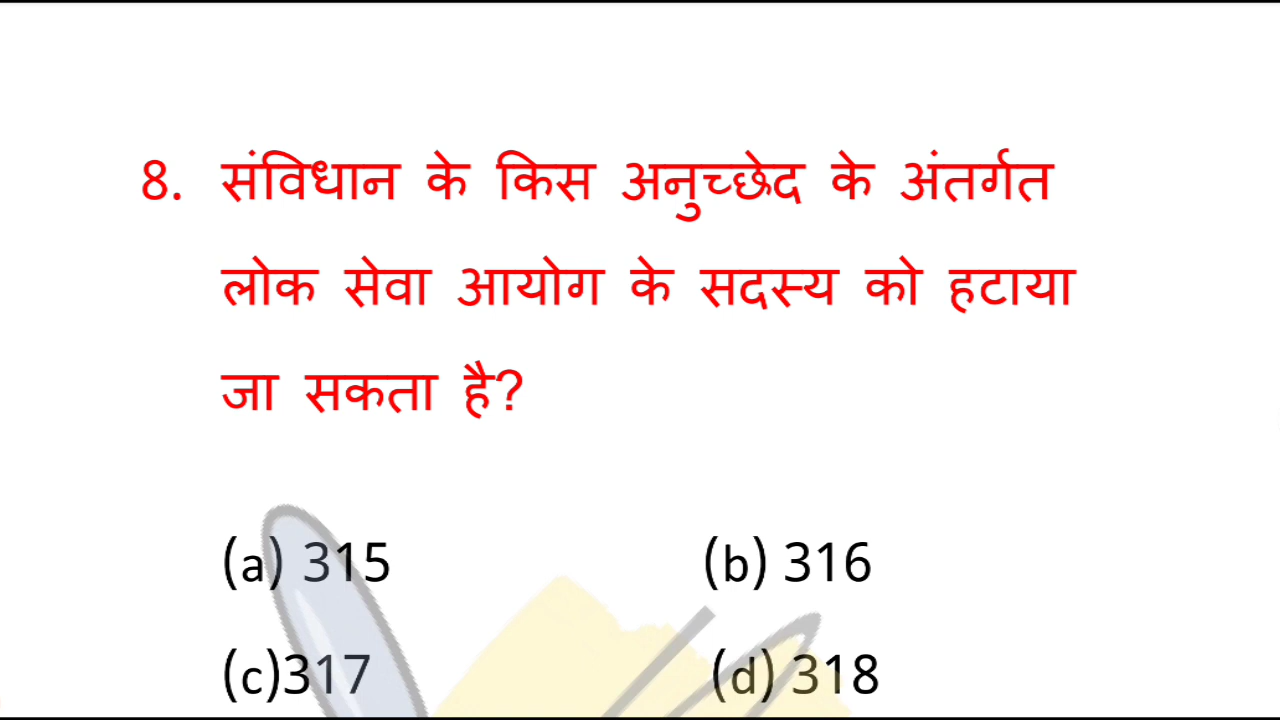 8. संविधान के किस अनुच्छेद के अंतर्गत
लोक सेवा आयोग के सदस्य को हटाया
जा सकता है?
(a) 315 (b) 316
(c)317 (d) 318